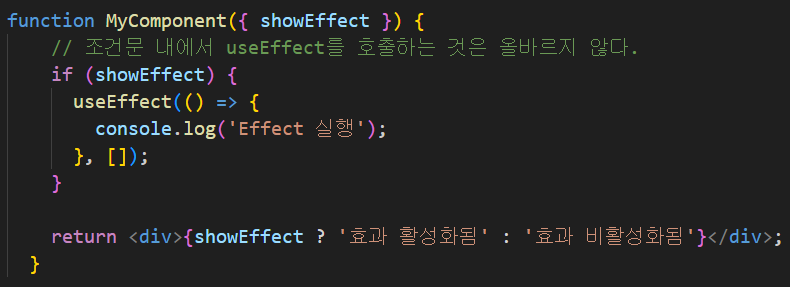 function MyComponent({ showEffect }) {
// 조건문 내에서 useEffect를 호출하는 것은 올바르지 않다.
if (showEffect) {
useEffect(() => {
console.log('Effect 실행');
}, []);
}
return <div>{showEffect ? '효과 활성화됨' : '효과 비활성화됨'}</div>;
}